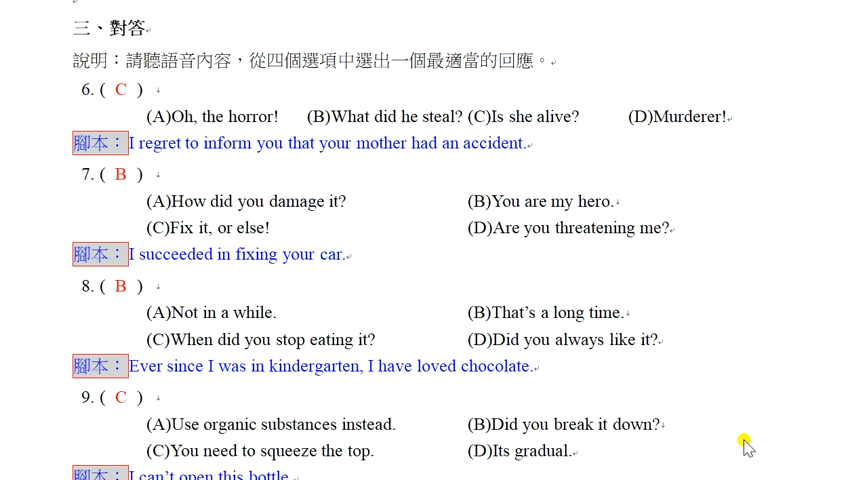 三、對答
說明：請聽語音內容，從四個選項中選出一個最適當的回應。
6. ( C )
(A)Oh, the horror! (B)What did he steal? (C)Is she alive? (D)Murderer!
腳本：I regret to inform you that your mother had an accident.
7. ( B )
(A)How did you damage it? (B)You are my hero.
(C)Fix it, or else! (D)Are you threatening me?
腳本：I succeeded in fixing your car.
8. ( B )
(A)Not in a while. (B)That’s a long time.
(C)When did you stop eating it? (D)Did you always like it?
腳本：Ever since I was in kindergarten, I have loved chocolate.
9. ( C )
(A)Use organic substances instead. (B)Did you break it down?
(C)You need to squeeze the top. (D)Its gradual.
腳本：I can’t open this bottle.